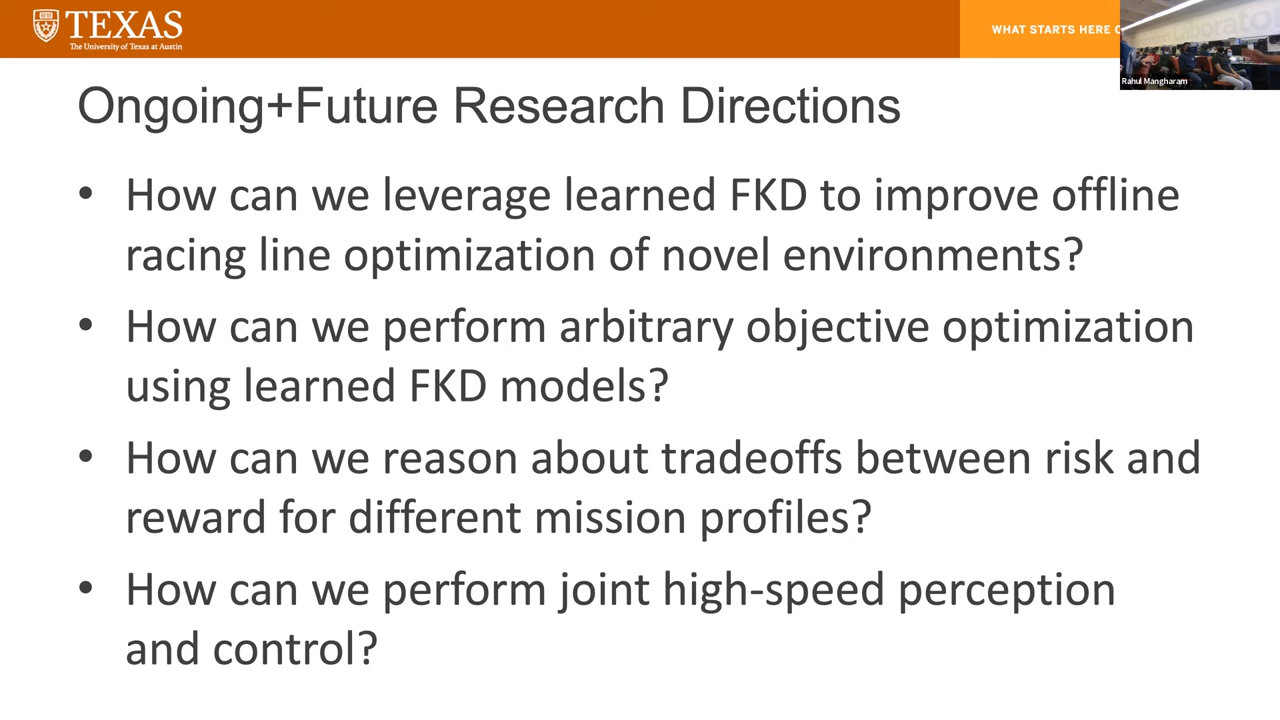 TEXAS
The University of Texas at Austin
WHAT STARTS HERE C
Laborato
Rahul Mangharam
Ongoing+Future Research Directions
• How can we leverage learned FKD to improve offline
racing line optimization of novel environments?
• How can we perform arbitrary objective optimization
using learned FKD models?
• How can we reason about tradeoffs between risk and
reward for different mission profiles?
• How can we perform joint high-speed perception
and control?